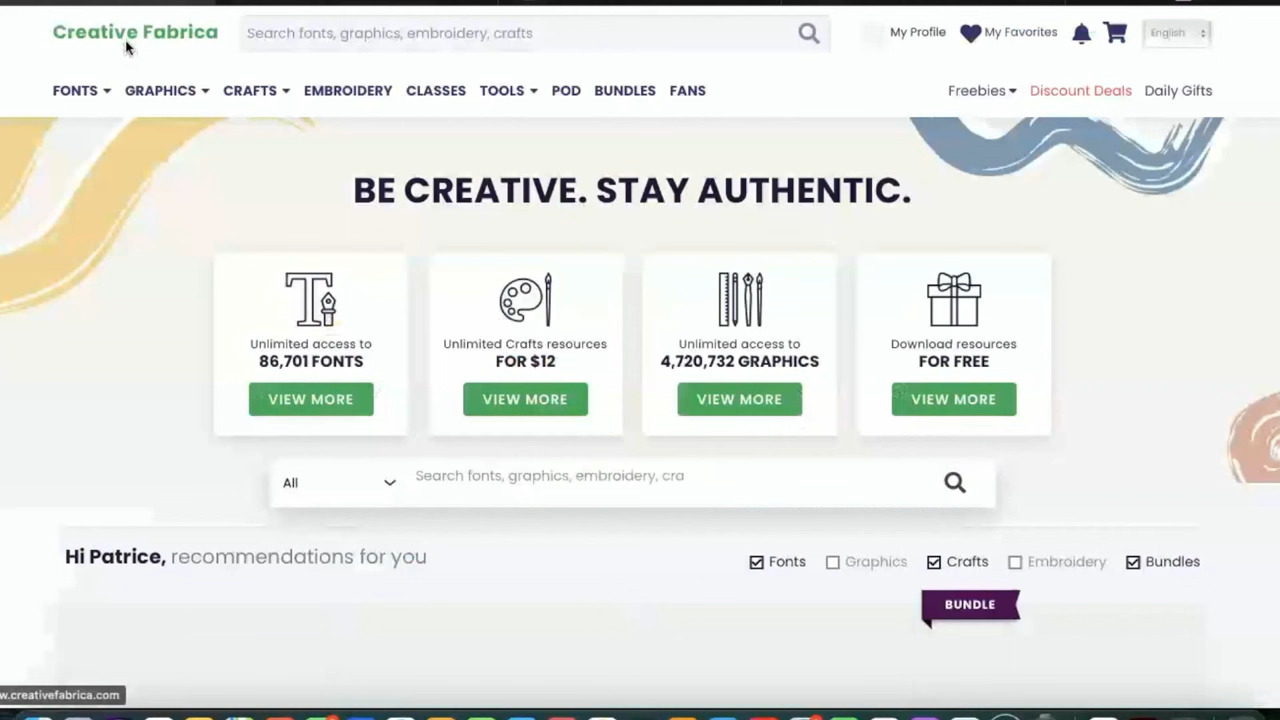 Creative Fabrica
Search fonts, graphics, embroidery, crafts
My Profile
My Favorites
English
FONTS
GRAPHICS
CRAFTS
EMBROIDERY
CLASSES
TOOLS
POD
BUNDLES
FANS
Freebies
Discount Deals
Daily Gifts
BE CREATIVE. STAY AUTHENTIC.
Unlimited access to
86,701 FONTS
VIEW MORE
Unlimited Crafts resources
FOR $12
VIEW MORE
Unlimited access to
4,720,732 GRAPHICS
VIEW MORE
Download resources
FOR FREE
VIEW MORE
All
Search fonts, graphics, embroidery, cra
Hi Patrice, recommendations for you
Fonts
Graphics
Crafts
Embroidery
Bundles
BUNDLE
w.creativefabrica.com